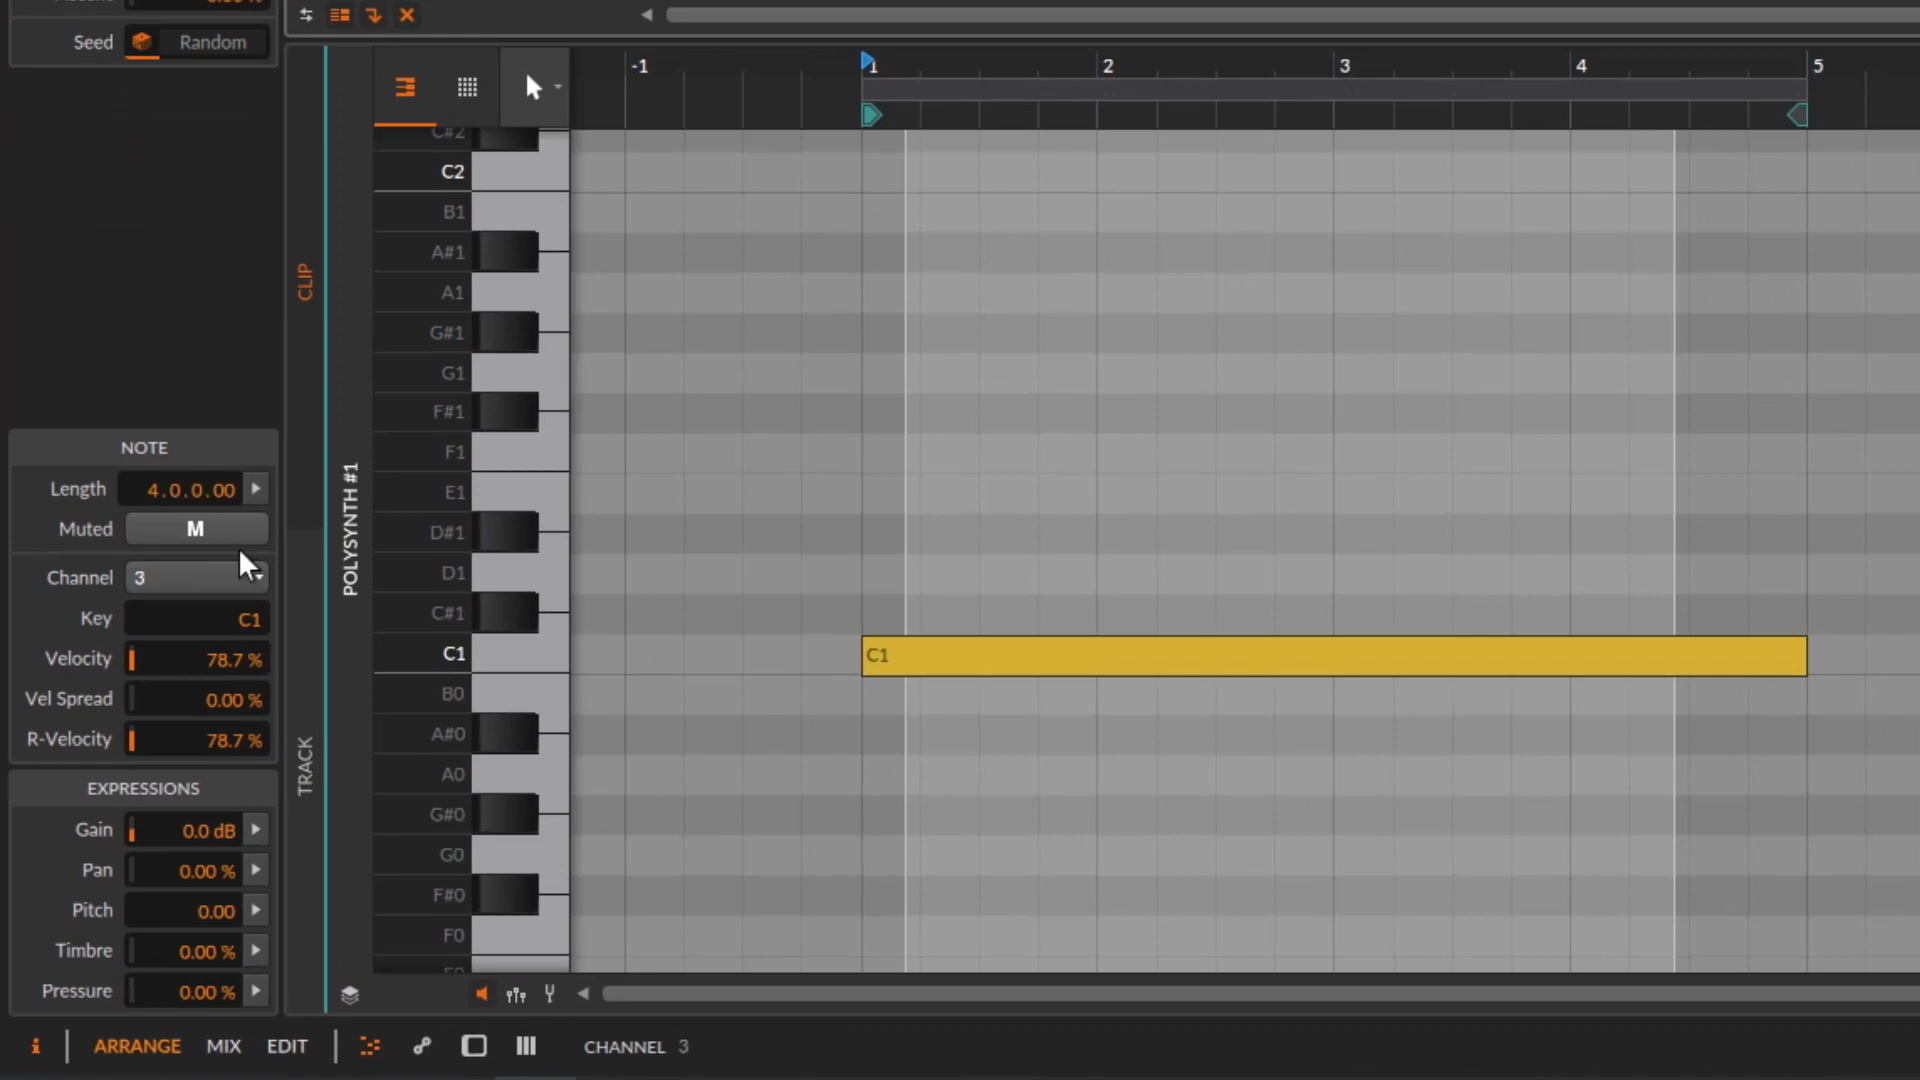 Seed Random
-1 1 2 3 4 5
C#2
C2
B1
A#1
A1
G#1
G1
F#1
F1
E1
D#1
D1
C#1
C1 C1
B0
A#0
A0
G#0
G0
F#0
F0
CLIP
POLYSYNTH #1
TRACK
NOTE
Length 4.0.0.00
Muted M
Channel 3
Key C1
Velocity 78.7 %
Vel Spread 0.00 %
R-Velocity 78.7 %
EXPRESSIONS
Gain 0.0 dB
Pan 0.00 %
Pitch 0.00
Timbre 0.00 %
Pressure 0.00 %
i ARRANGE MIX EDIT CHANNEL 3